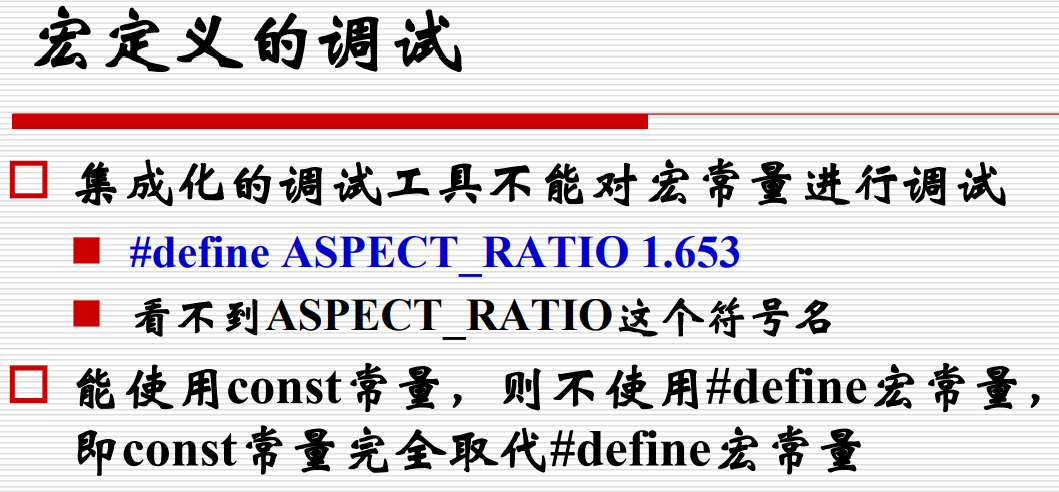 宏定义的调试
集成化的调试工具不能对宏常量进行调试
#define ASPECT_RATIO 1.653
看不到ASPECT_RATIO这个符号名
能使用const常量，则不使用#define宏常量，
即const常量完全取代#define宏常量